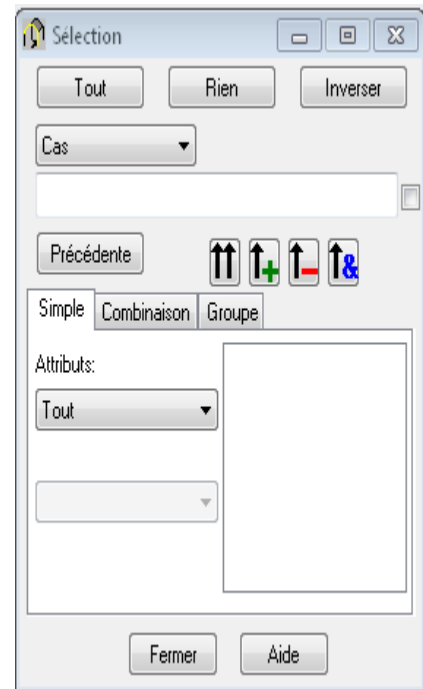 Sélection
Tout Rien Inverser
Cas
Précédente + - &
Simple Combinaison Groupe
Attributs:
Tout
Fermer Aide